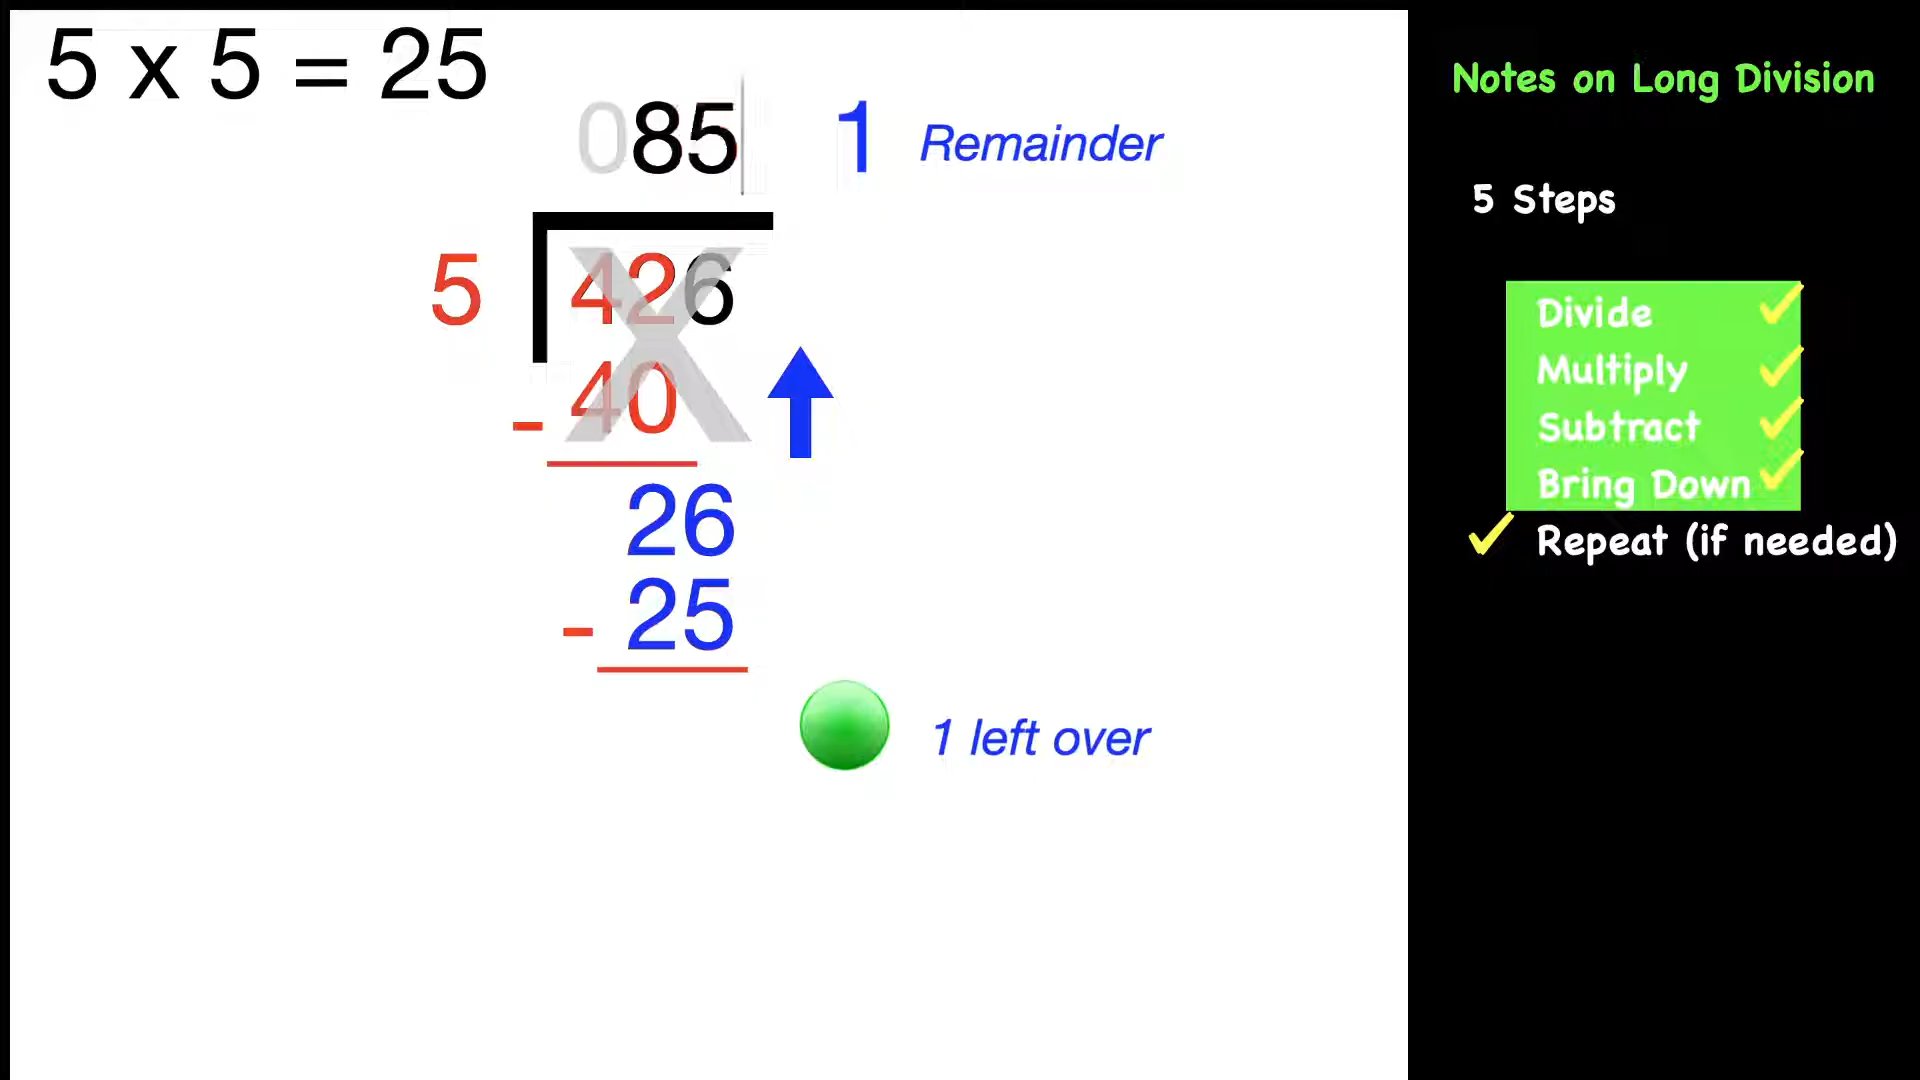 5 x 5 = 25
085 1 Remainder
5 426
- 40
26
- 25
1 left over
Notes on Long Division
5 Steps
Divide ✓
Multiply ✓
Subtract ✓
Bring Down ✓
✓ Repeat (if needed)
X